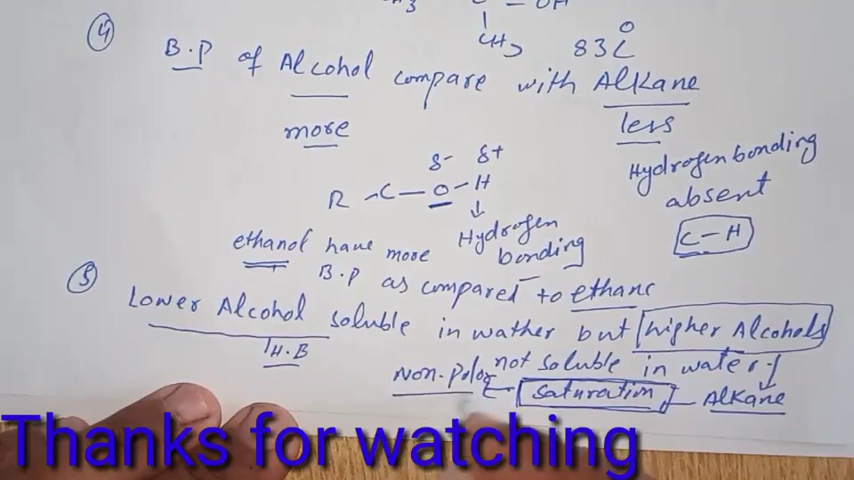 CH3
C - OH
CH3
83 °C
④ B.P of Alcohol compare with Alkane
more
less
Hydrogen bonding
absent
C - H
δ- δ+
R - C - O - H
Hydrogen
bonding
ethanol have more
B.P as compared to ethane
⑤ Lower Alcohol soluble in wather but higher Alcohols
H.B
not soluble in water
Non-polar
saturation
Alkane
Thanks for watching